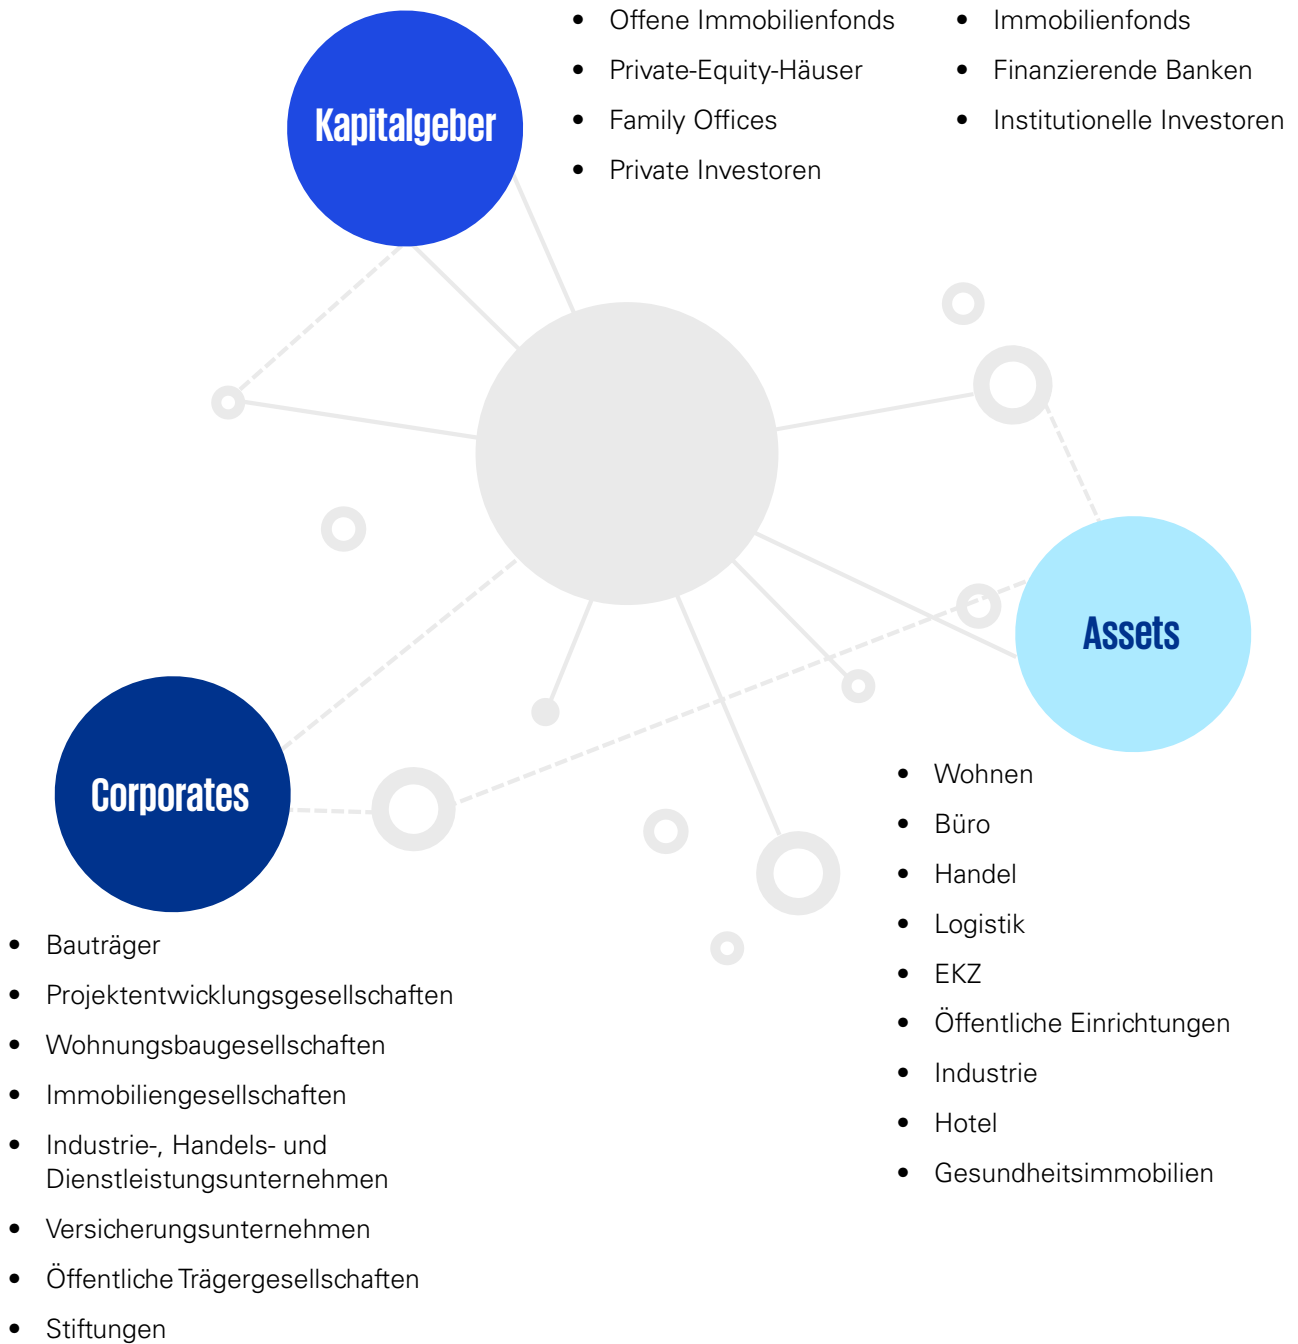 Kapitalgeber
• Offene Immobilienfonds
• Private-Equity-Häuser
• Family Offices
• Private Investoren
• Immobilienfonds
• Finanzierende Banken
• Institutionelle Investoren
Assets
• Wohnen
• Büro
• Handel
• Logistik
• EKZ
• Öffentliche Einrichtungen
• Industrie
• Hotel
• Gesundheitsimmobilien
Corporates
• Bauträger
• Projektentwicklungsgesellschaften
• Wohnungsbaugesellschaften
• Immobiliengesellschaften
• Industrie-, Handels- und
Dienstleistungsunternehmen
• Versicherungsunternehmen
• Öffentliche Trägergesellschaften
• Stiftungen